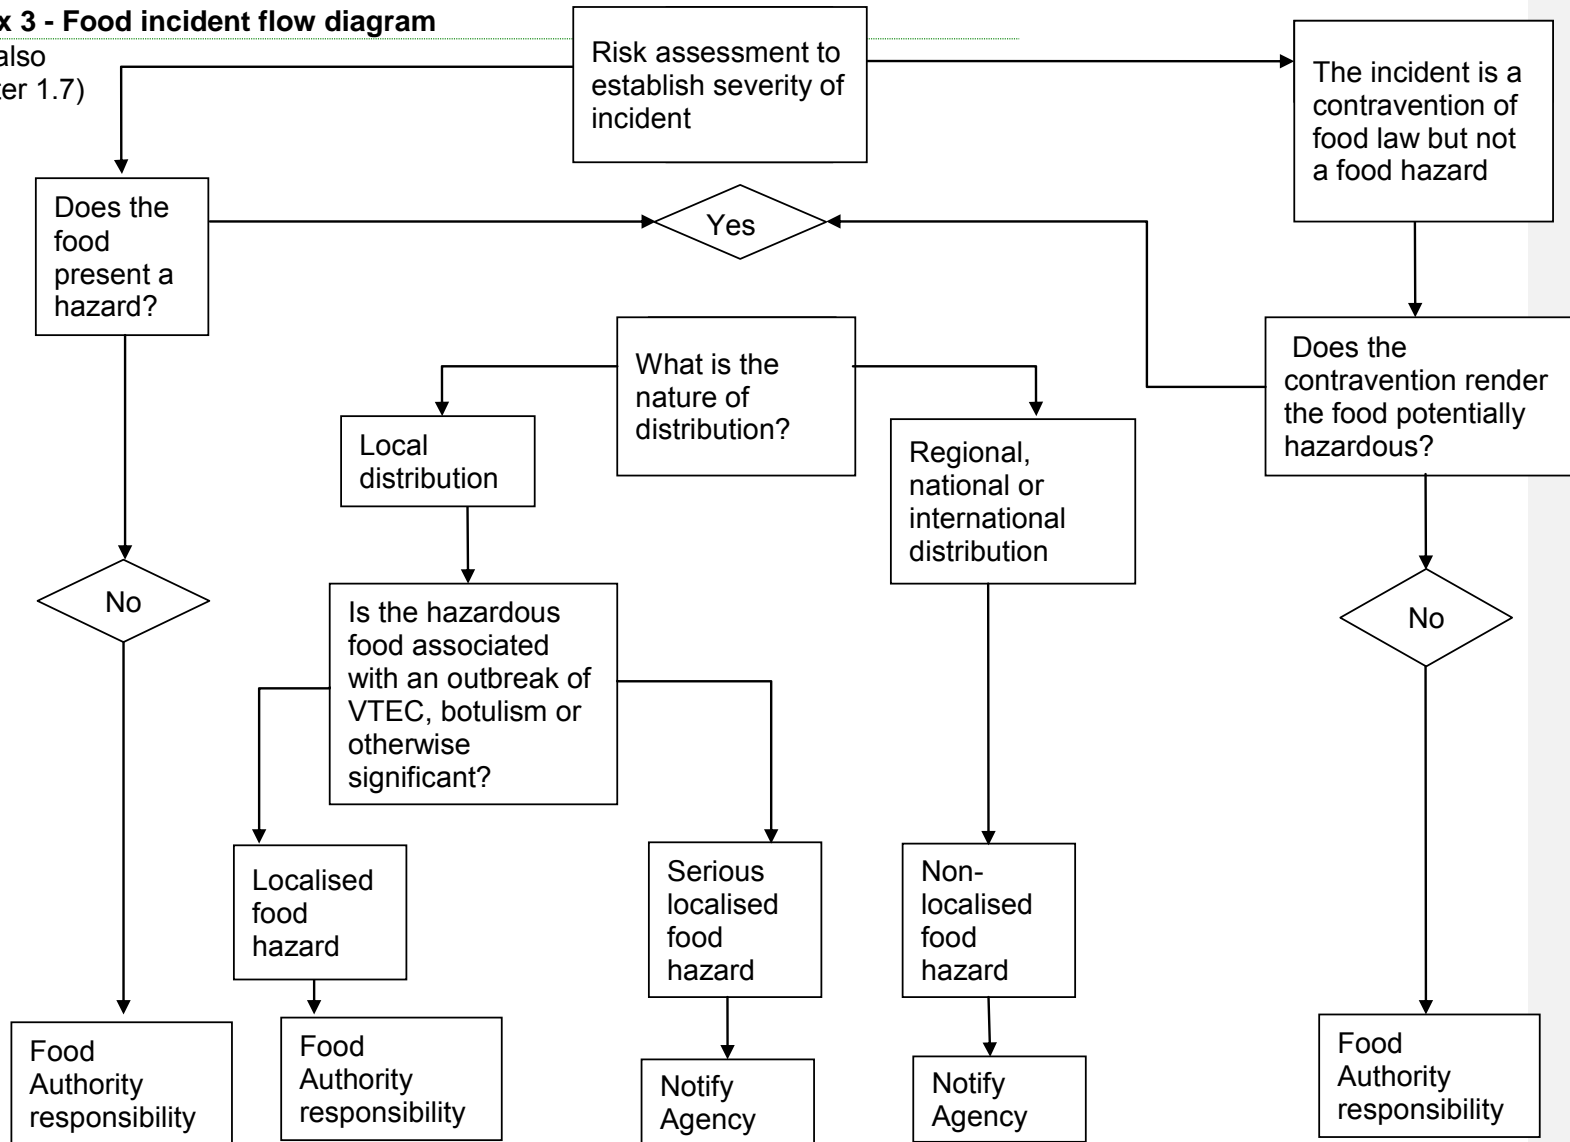 x 3 - Food incident flow diagram
also
ter 1.7)
Risk assessment to
establish severity of
incident
The incident is a
contravention of
food law but not
a food hazard
Does the
food
present a
hazard?
Yes
What is the
nature of
distribution?
Does the
contravention render
the food potentially
hazardous?
Local
distribution
Regional,
national or
international
distribution
No
Is the hazardous
food associated
with an outbreak of
VTEC, botulism or
otherwise
significant?
No
Localised
food
hazard
Serious
localised
food
hazard
Non-
localised
food
hazard
Food
Authority
responsibility
Food
Authority
responsibility
Notify
Agency
Notify
Agency
Food
Authority
responsibility